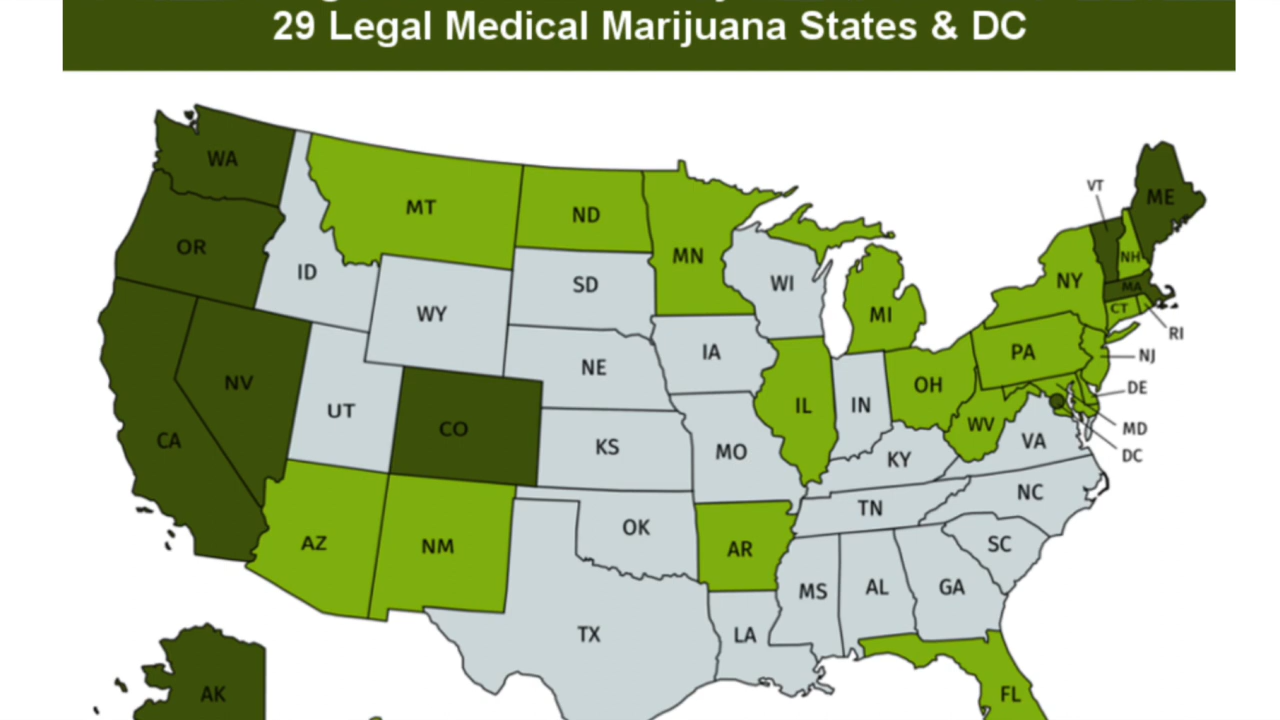 29 Legal Medical Marijuana States & DC
WA
MT
ND
MN
OR
ID
WY
SD
WI
MI
VT
ME
NH
NY
MA
CT
RI
NV
UT
CO
NE
IA
IL
IN
OH
PA
NJ
DE
MD
DC
CA
KS
MO
KY
WV
VA
AZ
NM
OK
AR
TN
NC
SC
TX
LA
MS
AL
GA
AK
FL